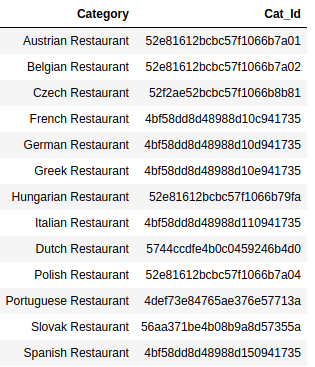 Category Cat_Id
Austrian Restaurant 52e81612bcbc57f1066b7a01
Belgian Restaurant 52e81612bcbc57f1066b7a02
Czech Restaurant 52f2ae52bcbc57f1066b8b81
French Restaurant 4bf58dd8d48988d10c941735
German Restaurant 4bf58dd8d48988d10d941735
Greek Restaurant 4bf58dd8d48988d10e941735
Hungarian Restaurant 52e81612bcbc57f1066b79fa
Italian Restaurant 4bf58dd8d48988d110941735
Dutch Restaurant 5744ccdfe4b0c0459246b4d0
Polish Restaurant 52e81612bcbc57f1066b7a04
Portuguese Restaurant 4def73e84765ae376e57713a
Slovak Restaurant 56aa371be4b08b9a8d57355a
Spanish Restaurant 4bf58dd8d48988d150941735